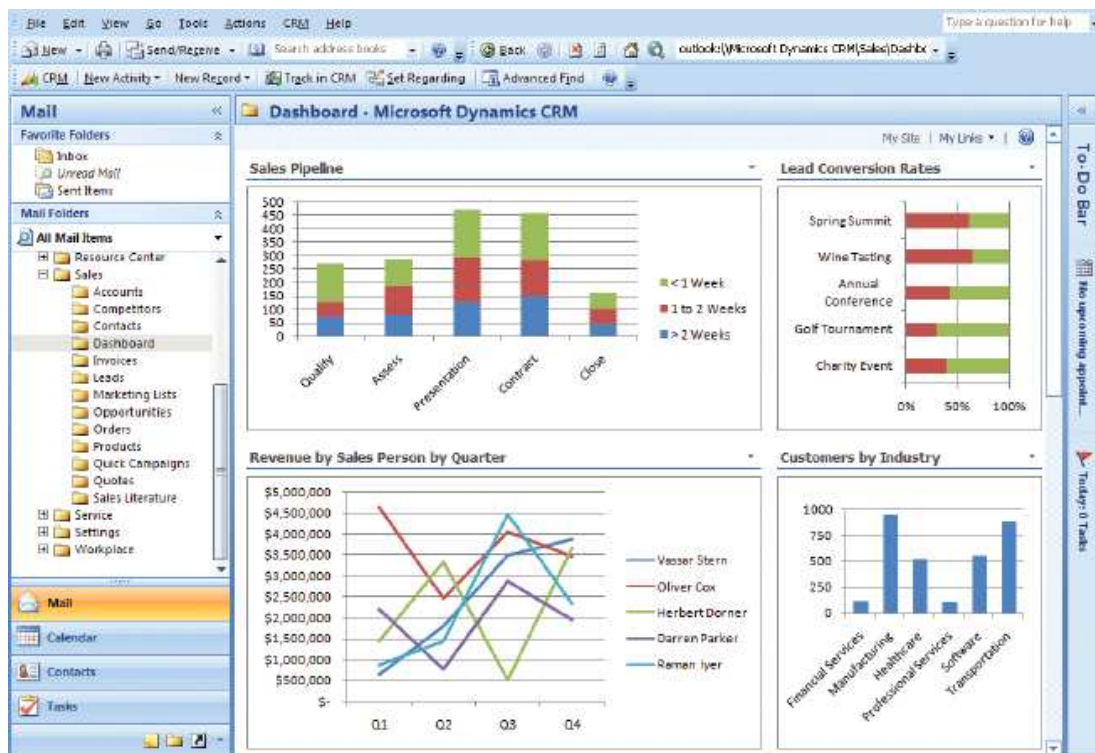 File Edit View Go Tools Actions CRM Help
Type a question for help
New Send/Receive Search address books Back outlook:\\Microsoft Dynamics CRM\Sales\Dashbc
CRM New Activity New Record Track in CRM Set Regarding Advanced Find
Mail
Favorite Folders
Inbox
Unread Mail
Sent Items
Mail Folders
All Mail Items
Resource Center
Sales
Accounts
Competitors
Contacts
Dashboard
Invoices
Leads
Marketing Lists
Opportunities
Orders
Products
Quick Campaigns
Quotes
Sales Literature
Service
Settings
Workplace
Mail
Calendar
Contacts
Tasks
Dashboard - Microsoft Dynamics CRM
My Site | My Links
Sales Pipeline
500
450
400
350
300
250
200
150
100
50
0
Qualify
Assess
Presentation
Contract
Close
< 1 Week
1 to 2 Weeks
> 2 Weeks
Lead Conversion Rates
Spring Summit
Wine Tasting
Annual
Conference
Golf Tournament
Charity Event
0% 50% 100%
Revenue by Sales Person by Quarter
$5,000,000
$4,500,000
$4,000,000
$3,500,000
$3,000,000
$2,500,000
$2,000,000
$1,500,000
$1,000,000
$500,000
$-
Q1 Q2 Q3 Q4
Vassar Stern
Oliver Cox
Herbert Dorner
Darren Parker
Raman Iyer
Customers by Industry
1000
750
500
250
0
Financial Services
Manufacturing
Healthcare
Professional Services
Software
Transportation
To-Do Bar
No upcoming appoint...
Today: 0 Tasks